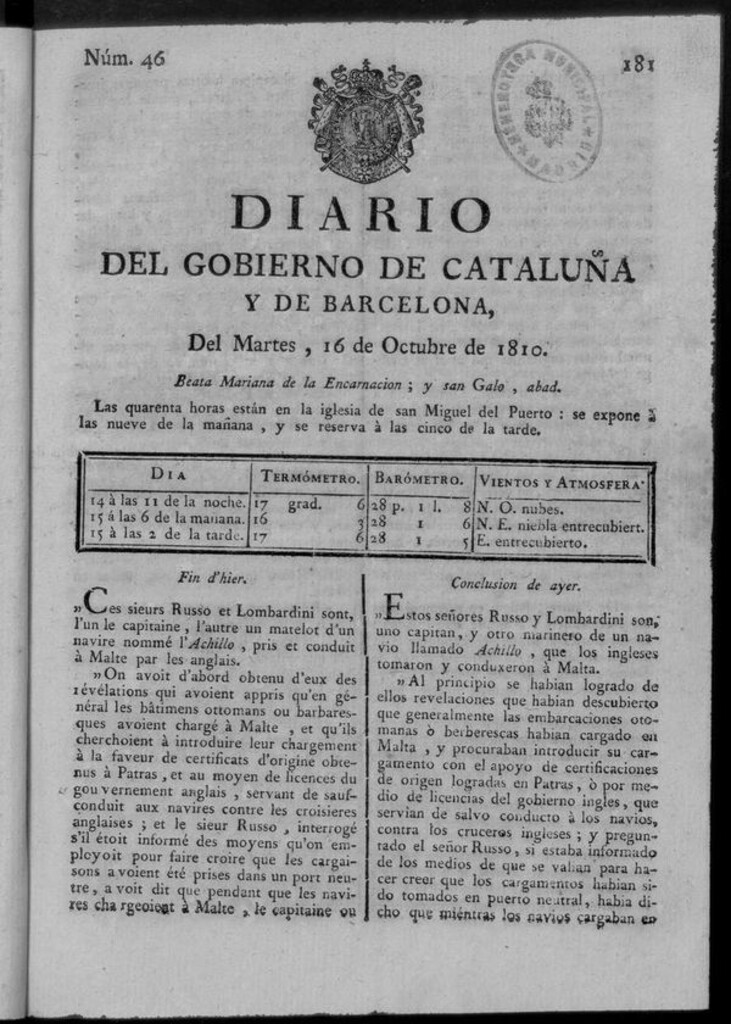 Núm. 46
181
HEMEROTECA MUNICIPAL
DIARIO
DEL GOBIERNO DE CATALUÑA
Y DE BARCELONA,
Del Martes , 16 de Octubre de 1810.
Beata Mariana de la Encarnacion ; y san Galo , abad.
Las quarenta horas están en la iglesia de san Miguel del Puerto : se expone à
las nueve de la mañana , y se reserva à las cinco de la tarde.
DIA TERMÓMETRO. BARÓMETRO. VIENTOS Y ATMOSFERA
14 à las 11 de la noche. 17 grad. 6 28 p. 1 l. 8 N. O. nubes.
15 á las 6 de la mañana. 16 3 28 1 6 N. E. niebla entrecubiert.
15 à las 2 de la tarde. 17 6 28 1 5 E. entrecubierto.
Fin d'hier.
»Ces sieurs Russo et Lombardini sont,
l'un le capitaine , l'autre un matelot d'un
navire nommé l'Achillo , pris et conduit
à Malte par les anglais.
»On avoit d'abord obtenu d'eux des
révélations qui avoient appris qu'en gé-
néral les bâtimens ottomans ou barbares-
ques avoient chargé à Malte , et qu'ils
cherchoient à introduire leur chargement
à la faveur de certificats d'origine obte-
nus à Patras , et au moyen de licences du
gouvernement anglais , servant de sauf-
conduit aux navires contre les croisieres
anglaises ; et le sieur Russo , interrogé
s'il étoit informé des moyens qu'on em-
ployoit pour faire croire que les cargai-
sons avoient été prises dans un port neu-
tre , avoit dit que pendant que les navi-
res chargeoient à Malte , le capitaine ou
Conclusion de ayer.
»Estos señores Russo y Lombardini son,
uno capitan, y otro marinero de un na-
vio llamado Achillo , que los ingleses
tomaron y conduxeron à Malta.
»Al principio se habian logrado de
ellos revelaciones que habian descubierto
que generalmente las embarcaciones oto-
manas ò berberescas habian cargado en
Malta , y procuraban introducir su car-
gamento con el apoyo de certificaciones
de origen logradas en Patras, ò por me-
dio de licencias del gobierno ingles, que
servian de salvo conducto à los navios,
contra los cruceros ingleses ; y pregun-
tado el señor Russo, si estaba informado
de los medios de que se valian para ha-
cer creer que los cargamentos habian si-
do tomados en puerto neutral, habia di-
cho que miéntras los navios cargaban en